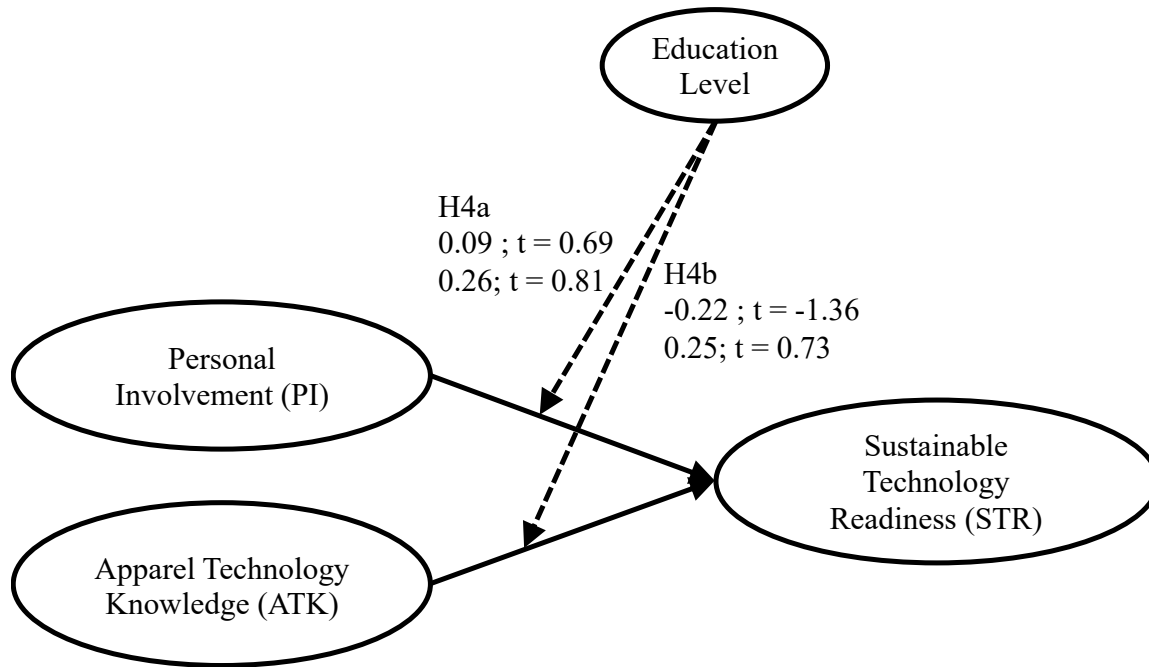 Education
Level
H4a
0.09 ; t = 0.69
0.26; t = 0.81
H4b
-0.22 ; t = -1.36
0.25; t = 0.73
Personal
Involvement (PI)
Sustainable
Technology
Readiness (STR)
Apparel Technology
Knowledge (ATK)